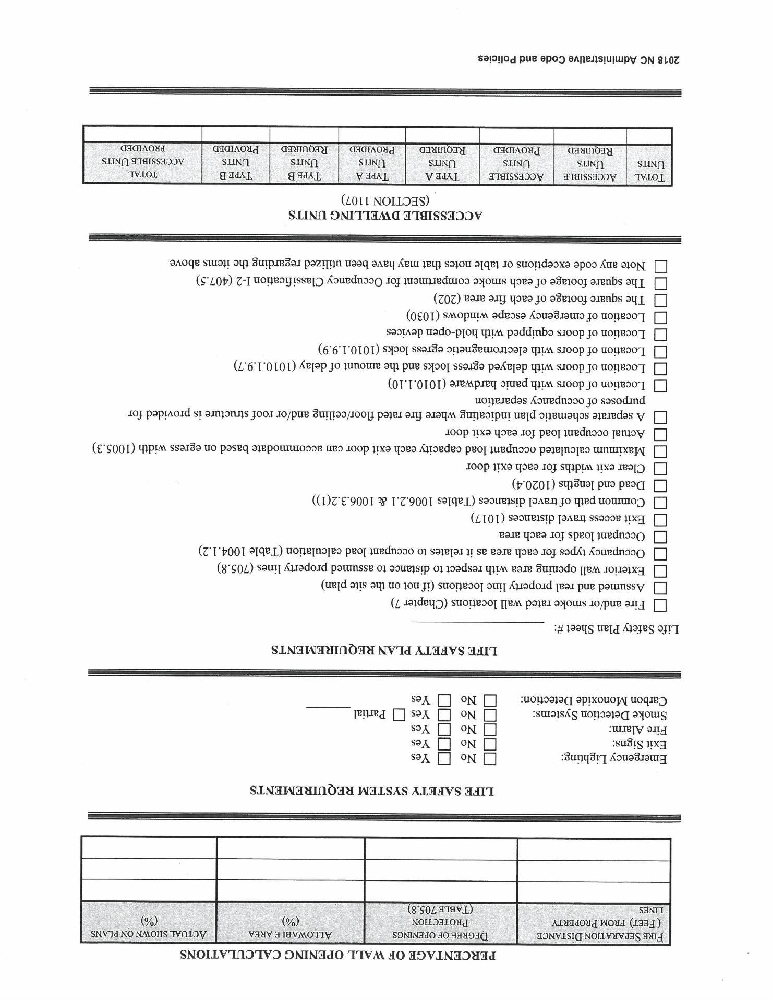 PERCENTAGE OF WALL OPENING CALCULATIONS
FIRE SEPARATION DISTANCE ( FEET) FROM PROPERTY LINES
DEGREE OF OPENINGS PROTECTION (TABLE 705.8)
ALLOWABLE AREA (%)
ACTUAL SHOWN ON PLANS (%)
LIFE SAFETY SYSTEM REQUIREMENTS
Emergency Lighting: ☐ No ☐ Yes
Exit Signs: ☐ No ☐ Yes
Fire Alarm: ☐ No ☐ Yes
Smoke Detection Systems: ☐ No ☐ Yes ☐ Partial ________
Carbon Monoxide Detection: ☐ No ☐ Yes
LIFE SAFETY PLAN REQUIREMENTS
Life Safety Plan Sheet #: ____________________
☐ Fire and/or smoke rated wall locations (Chapter 7)
☐ Assumed and real property line locations (if not on the site plan)
☐ Exterior wall opening area with respect to distance to assumed property lines (705.8)
☐ Occupancy types for each area as it relates to occupant load calculation (Table 1004.1.2)
☐ Occupant loads for each area
☐ Exit access travel distances (1017)
☐ Common path of travel distances (Tables 1006.2.1 & 1006.3.2(1))
☐ Dead end lengths (1020.4)
☐ Clear exit widths for each exit door
☐ Maximum calculated occupant load capacity each exit door can accommodate based on egress width (1005.3)
☐ Actual occupant load for each exit door
☐ A separate schematic plan indicating where fire rated floor/ceiling and/or roof structure is provided for
purposes of occupancy separation
☐ Location of doors with panic hardware (1010.1.10)
☐ Location of doors with delayed egress locks and the amount of delay (1010.1.9.7)
☐ Location of doors with electromagnetic egress locks (1010.1.9.9)
☐ Location of doors equipped with hold-open devices
☐ Location of emergency escape windows (1030)
☐ The square footage of each fire area (202)
☐ The square footage of each smoke compartment for Occupancy Classification I-2 (407.5)
☐ Note any code exceptions or table notes that may have been utilized regarding the items above
ACCESSIBLE DWELLING UNITS
(SECTION 1107)
TOTAL UNITS
ACCESSIBLE UNITS REQUIRED
ACCESSIBLE UNITS PROVIDED
TYPE A UNITS REQUIRED
TYPE A UNITS PROVIDED
TYPE B UNITS REQUIRED
TYPE B UNITS PROVIDED
TOTAL ACCESSIBLE UNITS PROVIDED
2018 NC Administrative Code and Policies